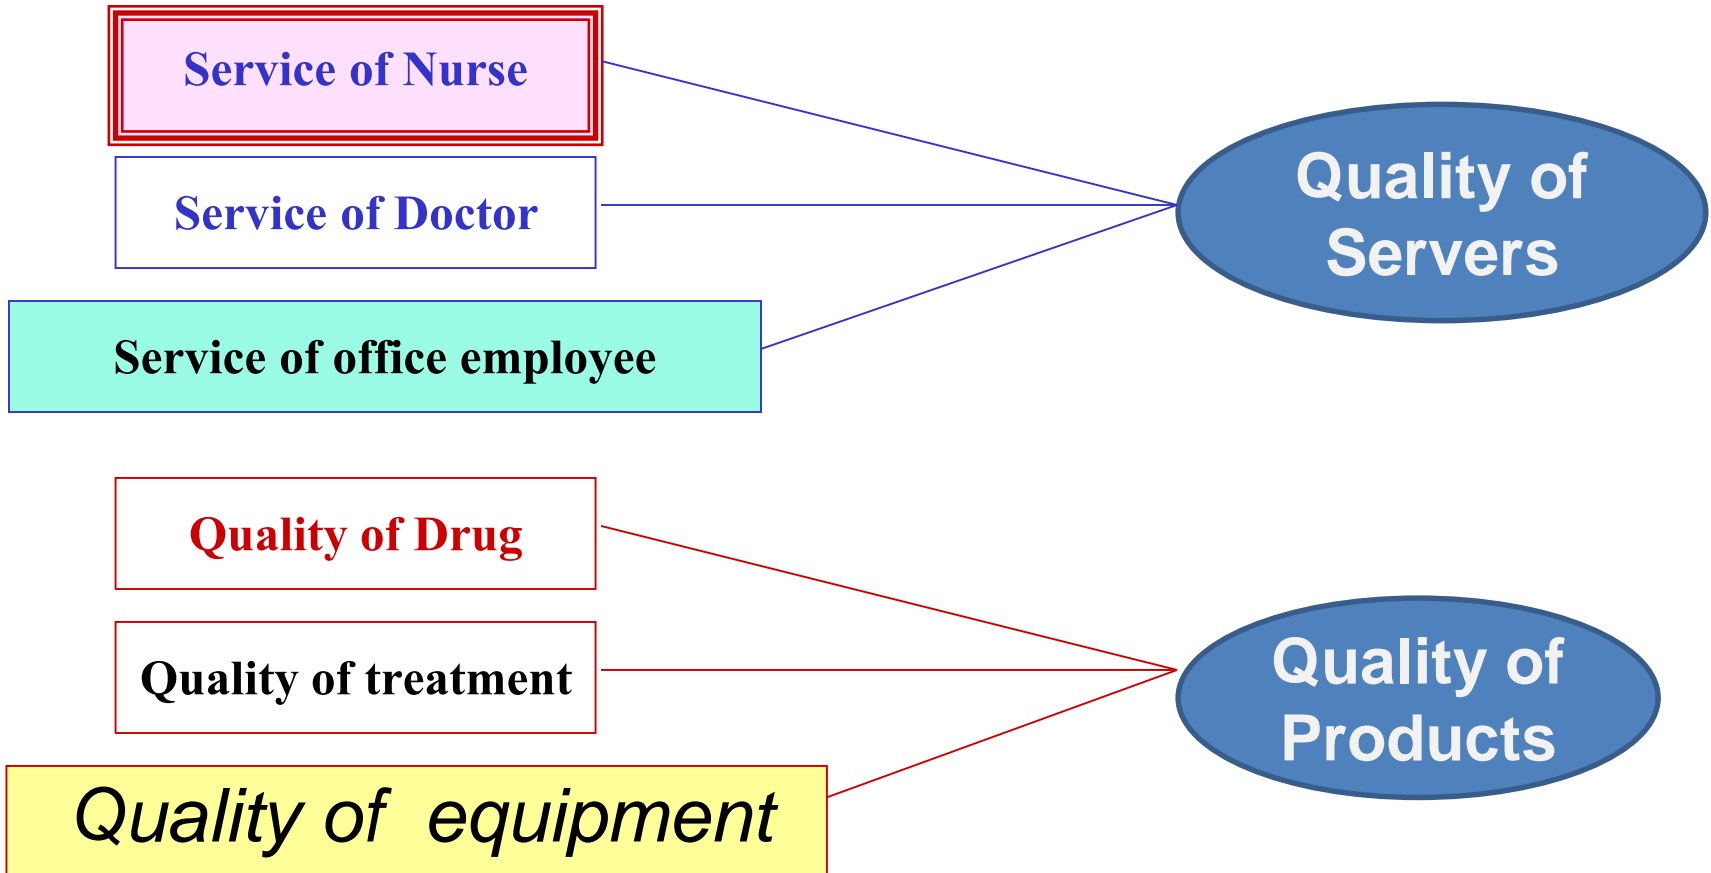 Service of Nurse
Service of Doctor
Service of office employee
Quality of
Servers
Quality of Drug
Quality of treatment
Quality of equipment
Quality of
Products